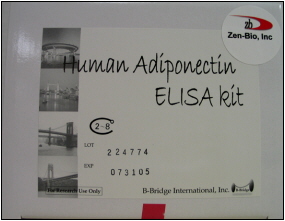 zb
Zen-Bio, Inc
Human Adiponectin
ELISA kit
2-8°
LOT 224774
EXP 073105
For Research Use Only
B-Bridge International, Inc.